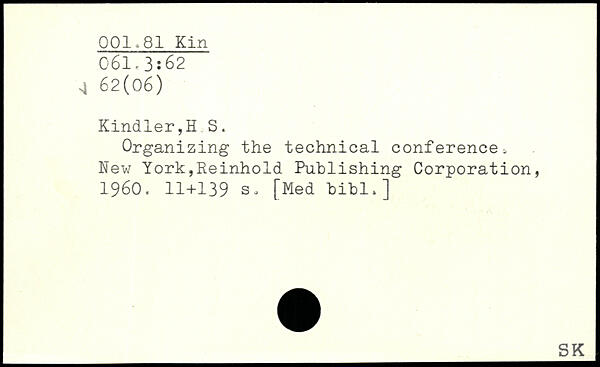 001.81 Kin
061.3:62
62(06)
Kindler,H.S.
Organizing the technical conference.
New York,Reinhold Publishing Corporation,
1960. 11+139 s. [Med bibl.]
SK